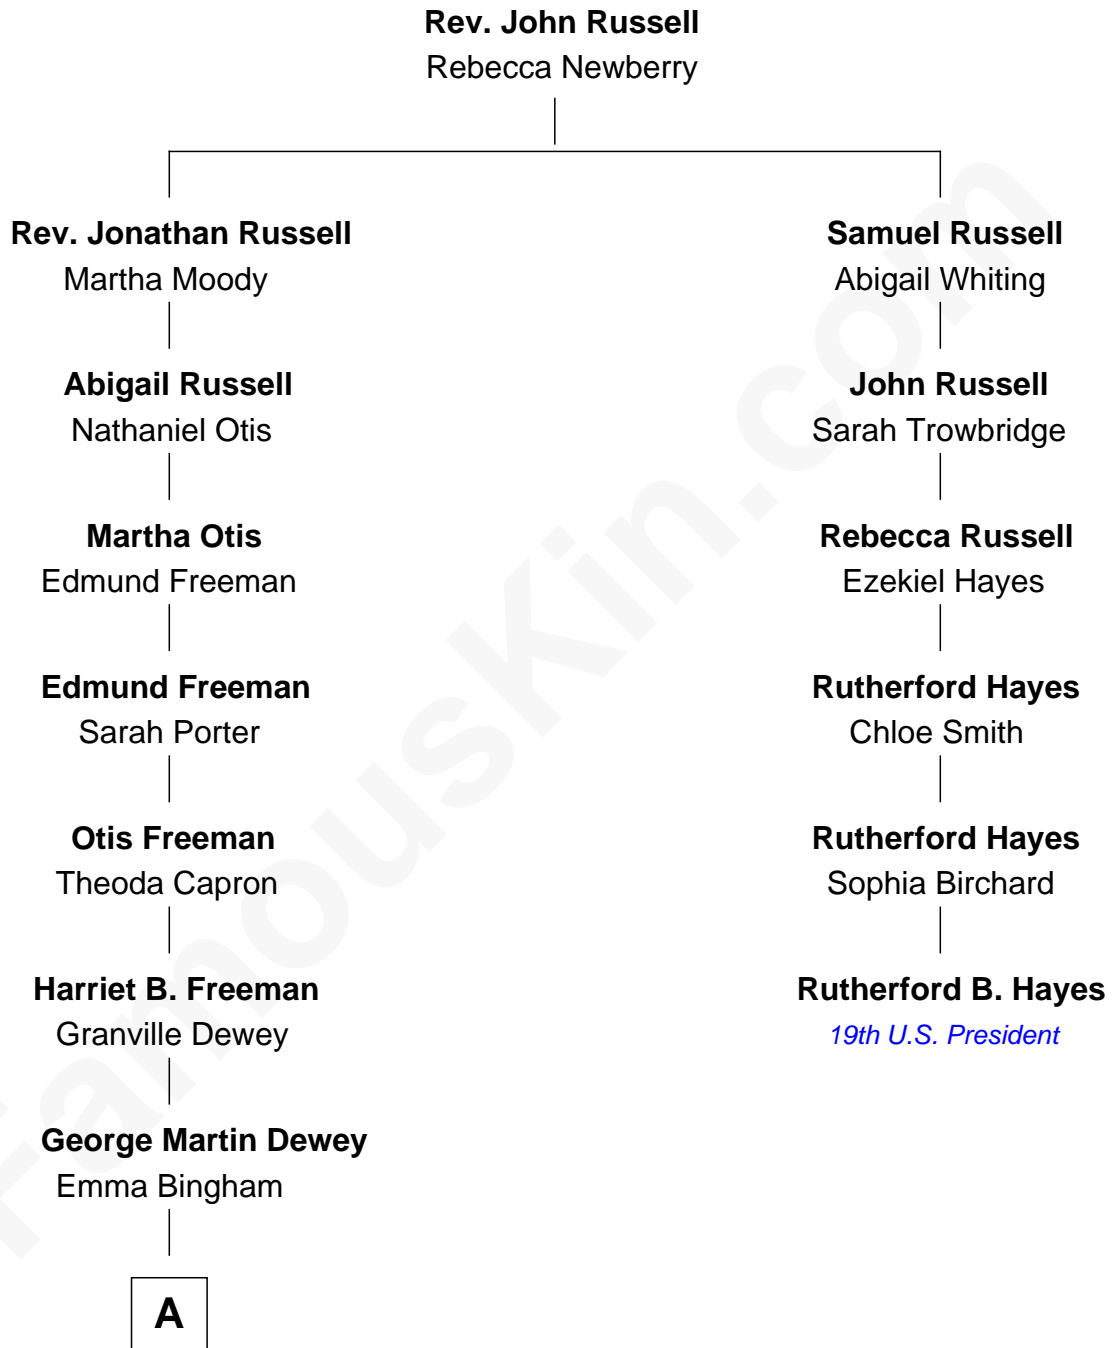 Rev. John Russell
Rebecca Newberry
Rev. Jonathan Russell
Martha Moody
Samuel Russell
Abigail Whiting
Abigail Russell
Nathaniel Otis
John Russell
Sarah Trowbridge
Martha Otis
Edmund Freeman
Rebecca Russell
Ezekiel Hayes
Edmund Freeman
Sarah Porter
Rutherford Hayes
Chloe Smith
Otis Freeman
Theoda Capron
Rutherford Hayes
Sophia Birchard
Harriet B. Freeman
Granville Dewey
Rutherford B. Hayes
19th U.S. President
George Martin Dewey
Emma Bingham
A
FamousKin.com